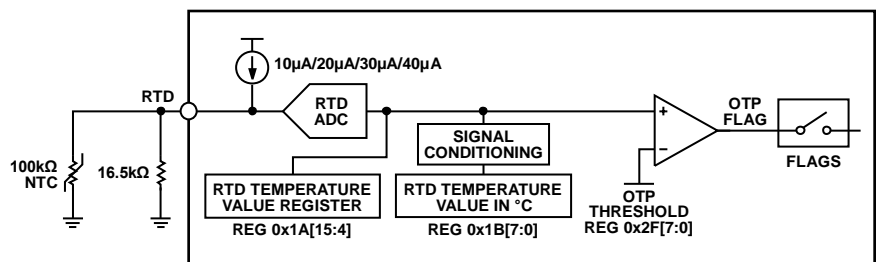 10µA/20µA/30µA/40µA
RTD
RTD
ADC
100kΩ
NTC
16.5kΩ
SIGNAL
CONDITIONING
RTD TEMPERATURE
VALUE REGISTER
REG 0x1A[15:4]
RTD TEMPERATURE
VALUE IN °C
REG 0x1B[7:0]
+
−
OTP
THRESHOLD
REG 0x2F[7:0]
OTP
FLAG
FLAGS